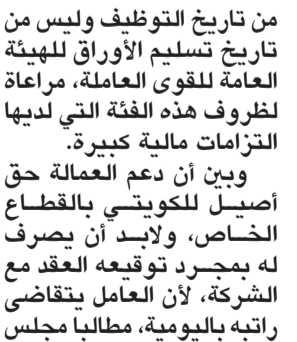 من تاريخ التوظيف وليس من
تاريخ تسليم الأوراق للهيئة
العامة للقوى العاملة، مراعاة
لظروف هذه الفئة التي لديها
التزامات مالية كبيرة.
وبين أن دعم العمالة حق
أصيل للكويتي بالقطاع
الخاص، ولابد أن يصرف
له بمجرد توقيعه العقد مع
الشركة، لأن العامل يتقاضى
راتبه باليومية، مطالبا مجلس